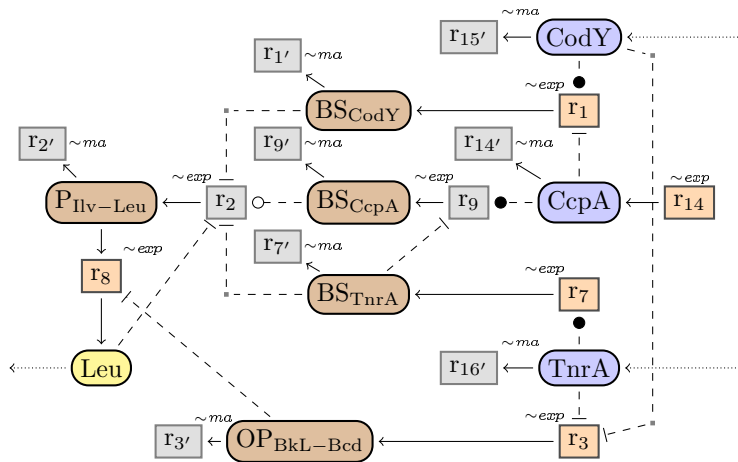 ~ma
r15′
CodY
r1′
~ma
~exp
BSCodY
r1
r2′
~ma
r9′
~ma
r14′
~ma
~exp
~exp
~exp
PIlv−Leu
r2
BSCcpA
r9
CcpA
r14
r7′
~ma
~exp
~exp
r8
BSTnrA
r7
Leu
~ma
r16′
TnrA
~ma
~exp
r3′
OPBkL−Bcd
r3